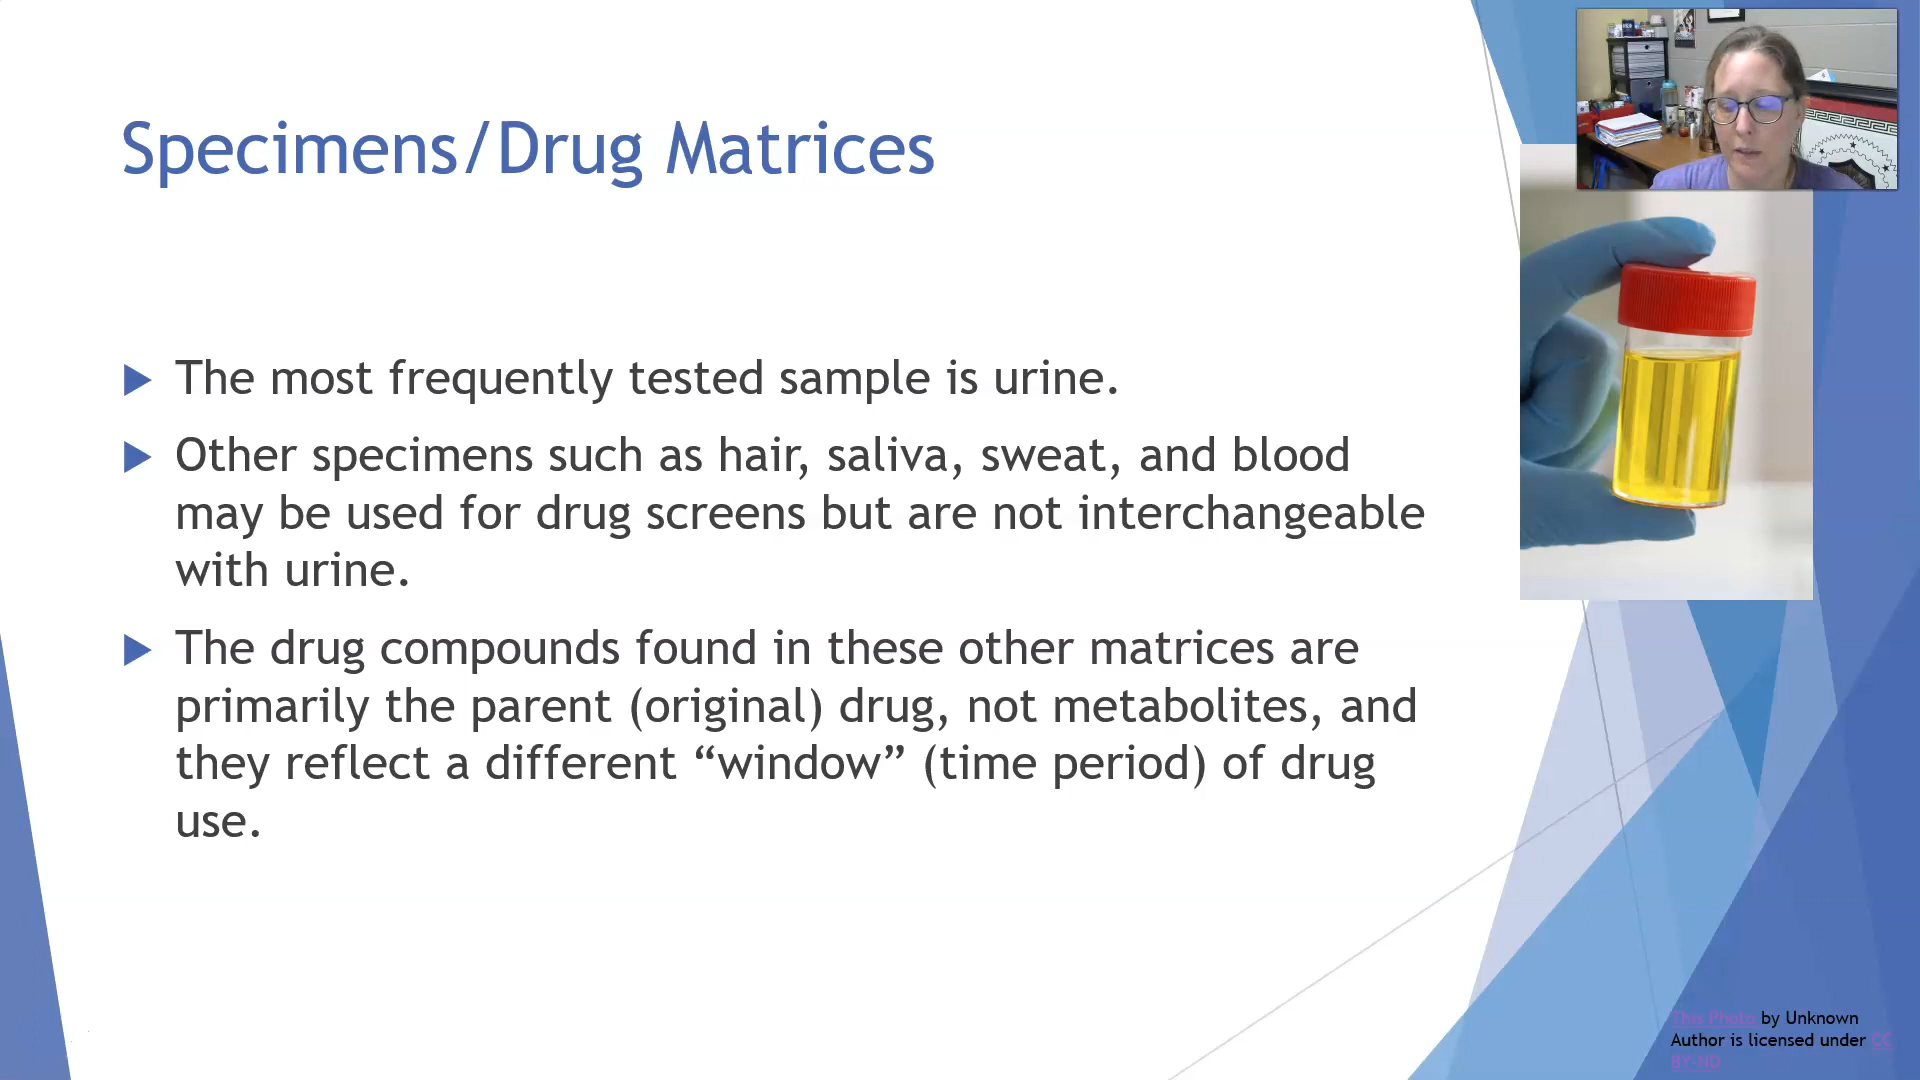 Specimens/Drug Matrices
The most frequently tested sample is urine.
Other specimens such as hair, saliva, sweat, and blood
may be used for drug screens but are not interchangeable
with urine.
The drug compounds found in these other matrices are
primarily the parent (original) drug, not metabolites, and
they reflect a different “window” (time period) of drug
use.
This Photo by Unknown
Author is licensed under CC
BY-ND